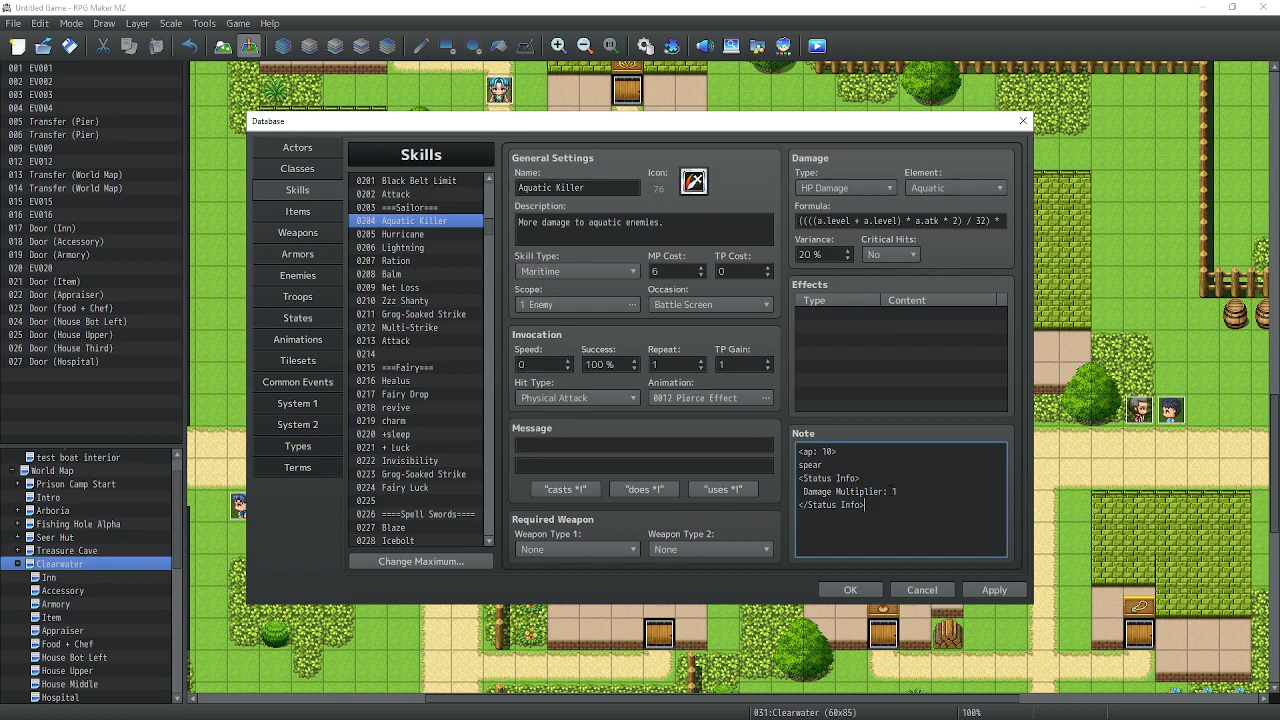 Untitled Game - RPG Maker MZ
File Edit Mode Draw Layer Scale Tools Game Help
001 EV001
002 EV002
003 EV003
004 EV004
005 Transfer (Pier)
006 Transfer (Pier)
009 EV009
012 EV012
013 Transfer (World Map)
014 Transfer (World Map)
015 EV015
016 EV016
017 Door (Inn)
018 Door (Accessory)
019 Door (Armory)
020 EV020
021 Door (Item)
022 Door (Appraiser)
023 Door (Food + Chef)
024 Door (House Bot Left)
025 Door (House Upper)
026 Door (House Third)
027 Door (Hospital)
test boat interior
World Map
Prison Camp Start
Intro
Arboria
Fishing Hole Alpha
Seer Hut
Treasure Cave
Clearwater
Inn
Accessory
Armory
Item
Appraiser
Food + Chef
House Bot Left
House Upper
House Middle
Hospital
Database
Actors
Classes
Skills
Items
Weapons
Armors
Enemies
Troops
States
Animations
Tilesets
Common Events
System 1
System 2
Types
Terms
Skills
0201 Black Belt Limit
0202 Attack
0203 ===Sailor===
0204 Aquatic Killer
0205 Hurricane
0206 Lightning
0207 Ration
0208 Balm
0209 Net Loss
0210 Zzz Shanty
0211 Grog-Soaked Strike
0212 Multi-Strike
0213 Attack
0214
0215 ===Fairy===
0216 Healus
0217 Fairy Drop
0218 revive
0219 charm
0220 +sleep
0221 + Luck
0222 Invisibility
0223 Grog-Soaked Strike
0224 Fairy Luck
0225
0226 ====Spell Swords====
0227 Blaze
0228 Icebolt
Change Maximum...
General Settings
Name: Icon:
Aquatic Killer 76
Description:
More damage to aquatic enemies.
Skill Type: MP Cost: TP Cost:
Maritime 6 0
Scope: Occasion:
1 Enemy ... Battle Screen
Invocation
Speed: Success: Repeat: TP Gain:
0 100 % 1 1
Hit Type: Animation:
Physical Attack 0012 Pierce Effect ...
Message
"casts *!" "does *!" "uses *!"
Required Weapon
Weapon Type 1: Weapon Type 2:
None None
Damage
Type: Element:
HP Damage Aquatic
Formula:
((((a.level + a.level) * a.atk * 2) / 32) *
Variance: Critical Hits:
20 % No
Effects
Type Content
Note
<ap: 10>
spear
<Status Info>
Damage Multiplier: 1
</Status Info>
OK Cancel Apply
031:Clearwater (60x85) 100%